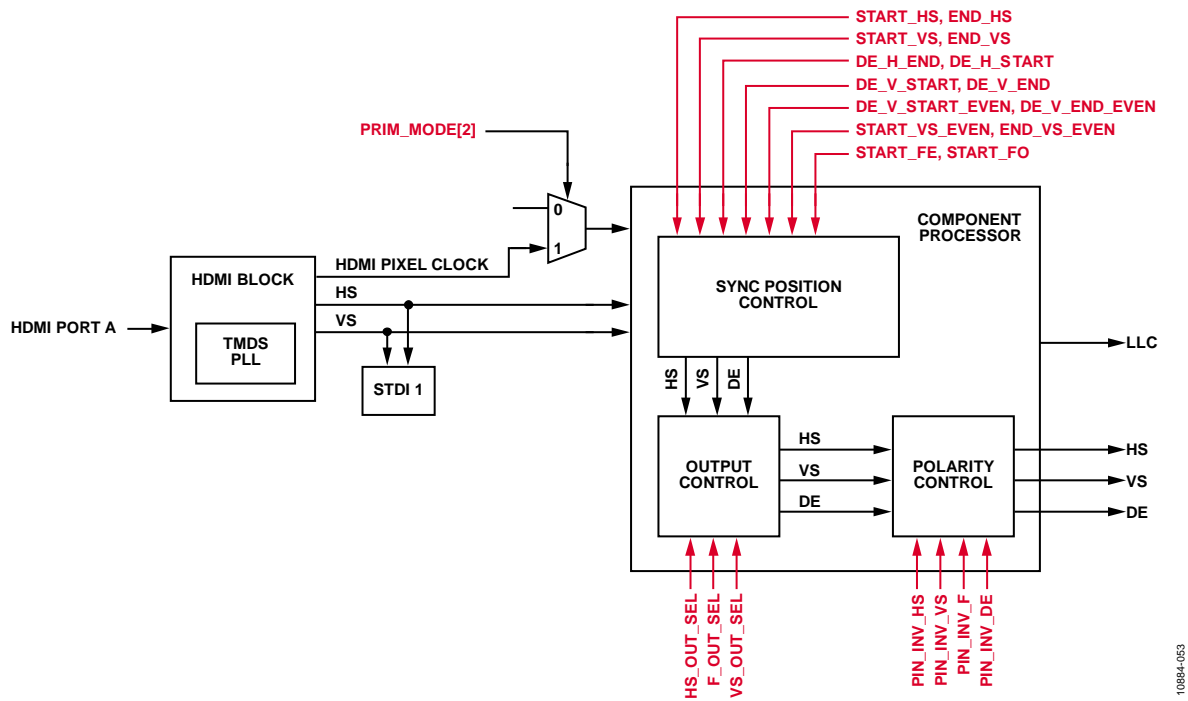 START_HS, END_HS
START_VS, END_VS
DE_H_END, DE_H_START
DE_V_START, DE_V_END
DE_V_START_EVEN, DE_V_END_EVEN
START_VS_EVEN, END_VS_EVEN
START_FE, START_FO
PRIM_MODE[2]
0
1
COMPONENT
PROCESSOR
HDMI PIXEL CLOCK
HDMI BLOCK
HS
VS
HDMI PORT A
TMDS
PLL
STDI 1
SYNC POSITION
CONTROL
LLC
HS
VS
DE
OUTPUT
CONTROL
HS
VS
DE
POLARITY
CONTROL
HS
VS
DE
HS_OUT_SEL
F_OUT_SEL
VS_OUT_SEL
PIN_INV_HS
PIN_INV_VS
PIN_INV_F
PIN_INV_DE
10884-053